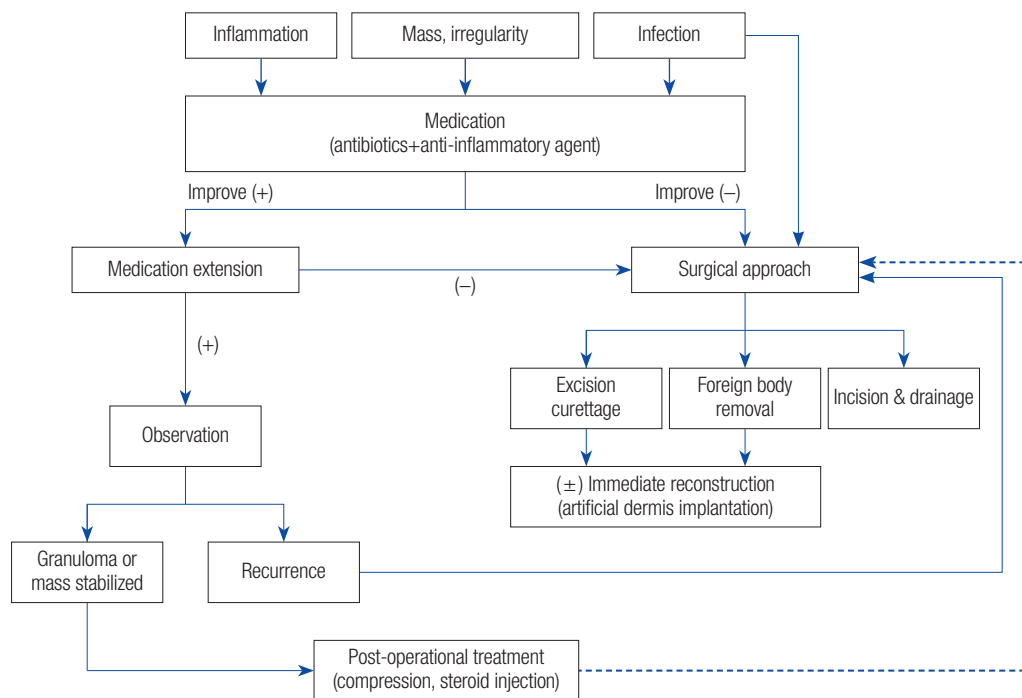 Inflammation
Mass, irregularity
Infection
Medication
(antibiotics+anti-inflammatory agent)
Improve (+)
Improve (–)
Medication extension
(–)
Surgical approach
(+)
Excision
curettage
Foreign body
removal
Incision & drainage
Observation
(±) Immediate reconstruction
(artificial dermis implantation)
Granuloma or
mass stabilized
Recurrence
Post-operational treatment
(compression, steroid injection)